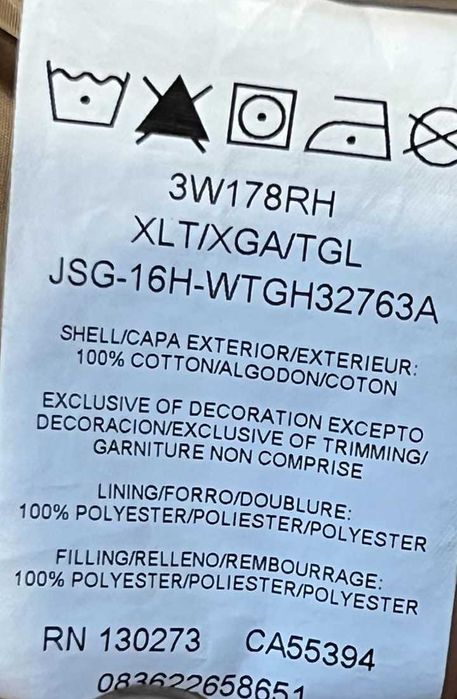 3W178RH
XLT/XGA/TGL
JSG-16H-WTGH32763A
SHELL/CAPA EXTERIOR/EXTERIEUR:
100% COTTON/ALGODON/COTON
EXCLUSIVE OF DECORATION EXCEPTO
DECORACION/EXCLUSIVE OF TRIMMING/
GARNITURE NON COMPRISE
LINING/FORRO/DOUBLURE:
100% POLYESTER/POLIESTER/POLYESTER
FILLING/RELLENO/REMBOURRAGE:
100% POLYESTER/POLIESTER/POLYESTER
RN 130273 CA55394
083622658651